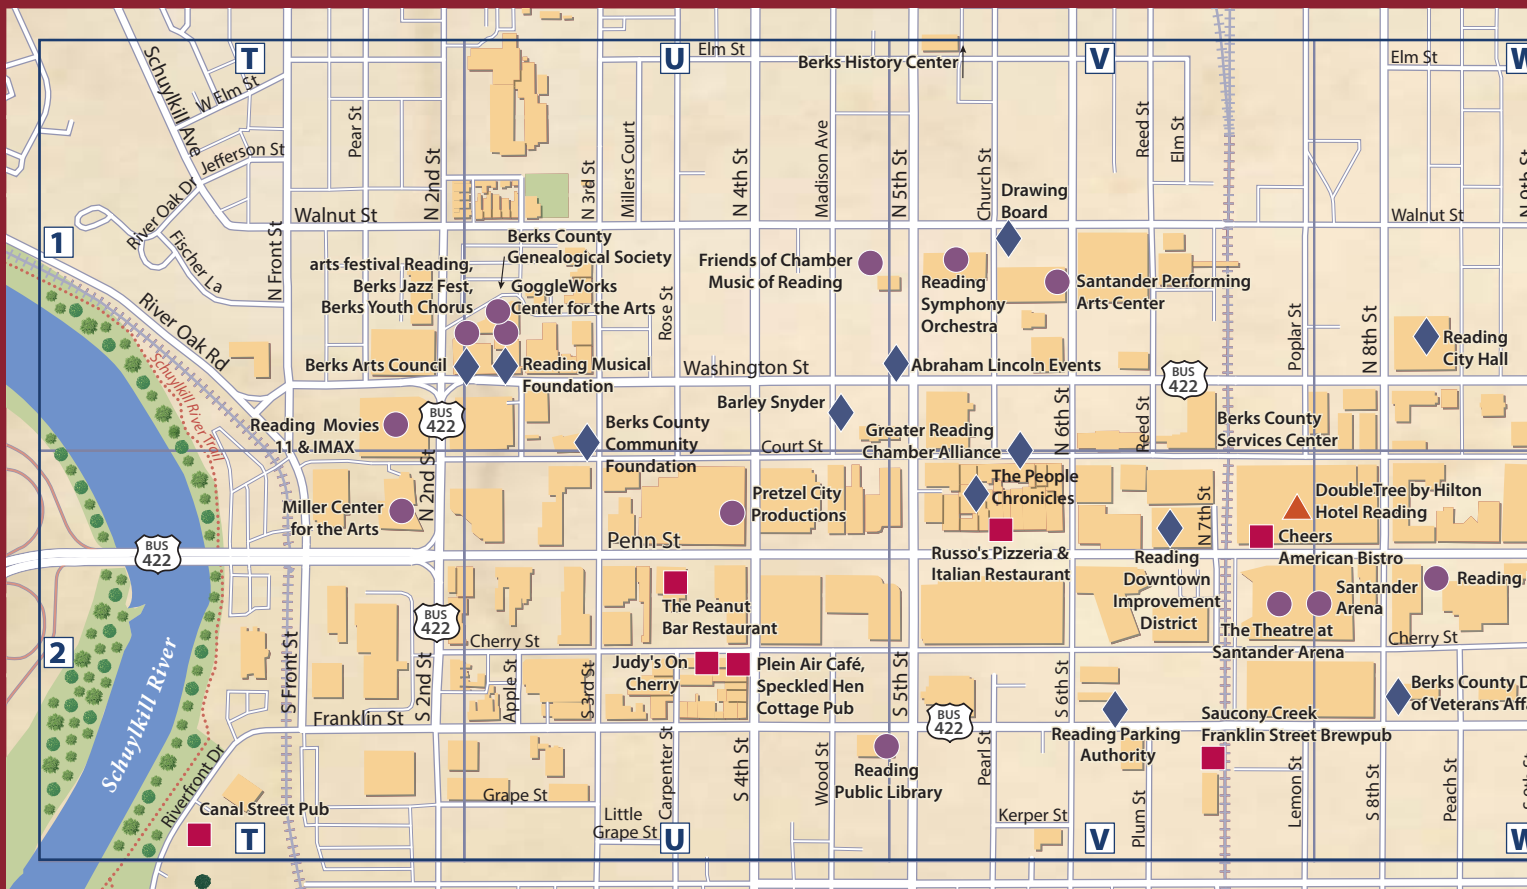 T
U
V
W
Elm St
Berks History Center
Elm St
Schuylkill Ave
W Elm St
Jefferson St
River Oak Dr
Fischer La
Pear St
N 2nd St
N 3rd St
Millers Court
N 4th St
Madison Ave
N 5th St
Church St
Reed St
Elm St
N 9th St
Drawing
Board
Walnut St
Walnut St
1
N Front St
Berks County
Genealogical Society
arts festival Reading,
Berks Jazz Fest,
Berks Youth Chorus
GoggleWorks
Center for the Arts
Friends of Chamber
Music of Reading
Reading
Symphony
Orchestra
Santander Performing
Arts Center
River Oak Rd
Rose St
Poplar St
N 8th St
Reading
City Hall
Schuylkill River Trail
Berks Arts Council
Reading Musical
Foundation
Washington St
Abraham Lincoln Events
BUS
422
Reading Movies
11 & IMAX
BUS
422
Berks County
Community
Foundation
Barley Snyder
Court St
Greater Reading
Chamber Alliance
N 6th St
Reed St
Berks County
Services Center
N 2nd St
Miller Center
for the Arts
Pretzel City
Productions
The People
Chronicles
N 7th St
DoubleTree by Hilton
Hotel Reading
Cheers
American Bistro
Penn St
Russo's Pizzeria &
Italian Restaurant
BUS
422
Reading
Downtown
Improvement
District
Santander
Arena
Reading
The Theatre at
Santander Arena
The Peanut
Bar Restaurant
BUS
422
Cherry St
Cherry St
2
Schuylkill River
S Front St
S 2nd St
Apple St
S 3rd St
Judy's On
Cherry
Plein Air Café,
Speckled Hen
Cottage Pub
S 5th St
S 6th St
BUS
422
Berks County D
of Veterans Affa
Saucony Creek
Franklin Street Brewpub
Reading Parking
Authority
Franklin St
Riverfront Dr
Carpenter St
S 4th St
Wood St
Reading
Public Library
Pearl St
Plum St
Lemon St
S 8th St
Peach St
S 9th St
Grape St
Little
Grape St
Kerper St
Canal Street Pub
T
U
V
W